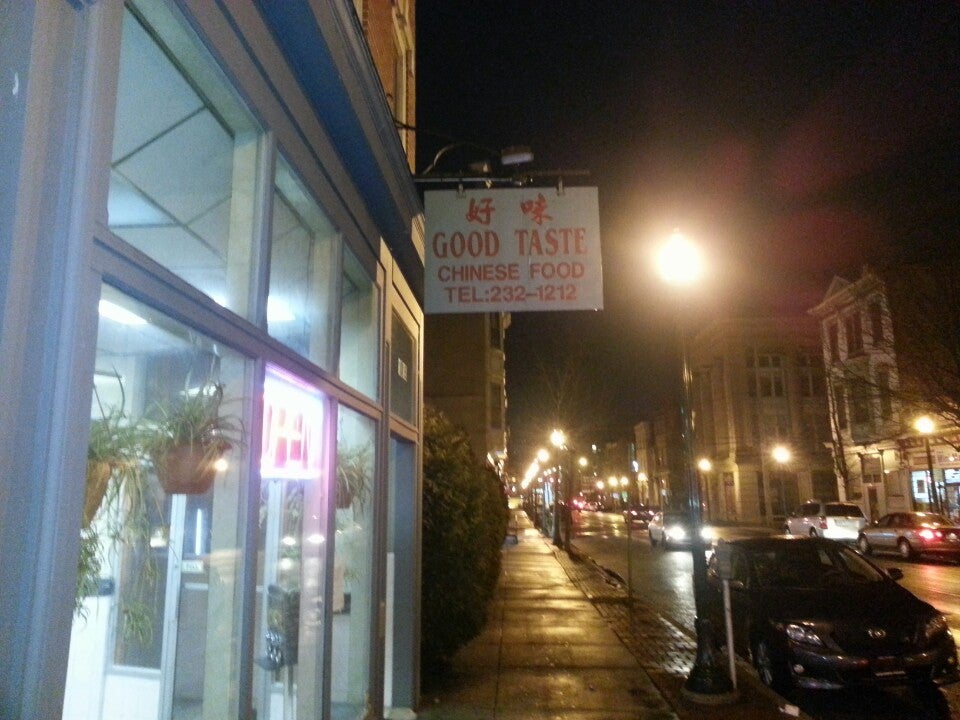 好 味
GOOD TASTE
CHINESE FOOD
TEL:232-1212